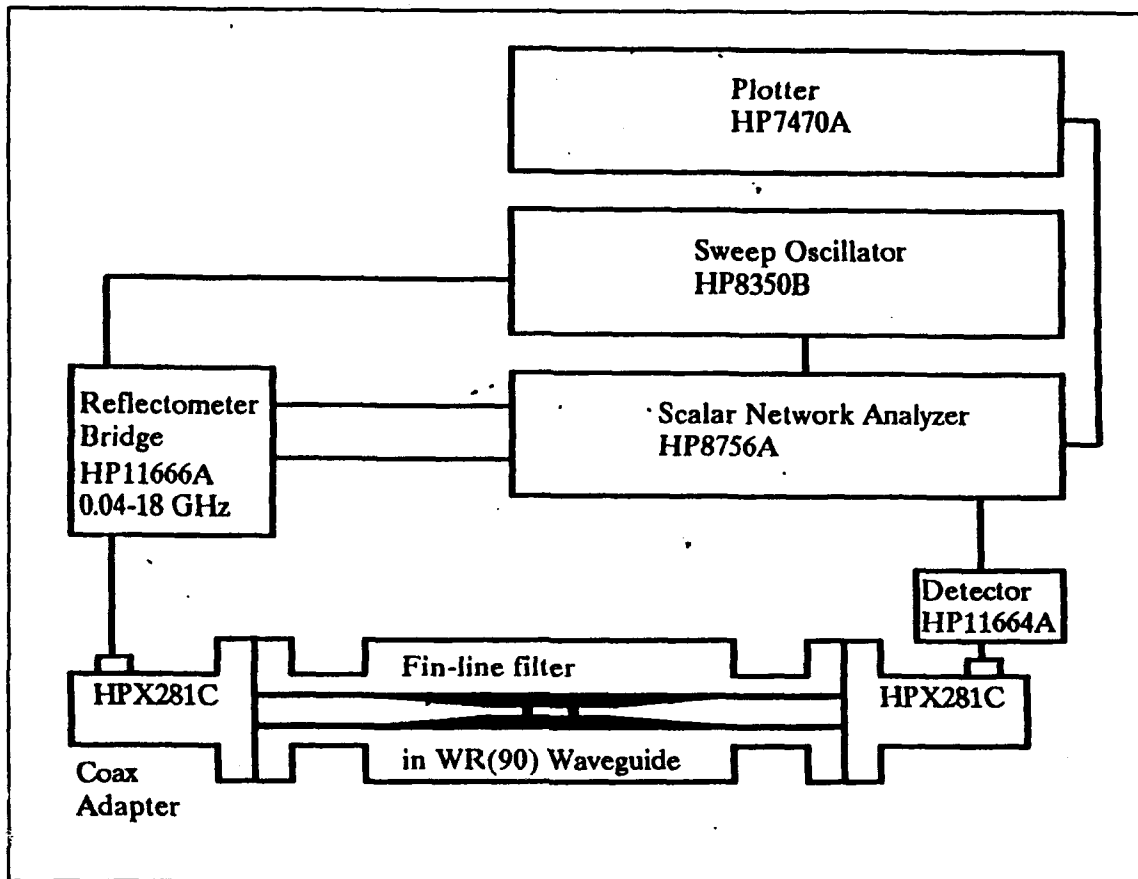 Plotter
HP7470A
Sweep Oscillator
HP8350B
Scalar Network Analyzer
HP8756A
Reflectometer
Bridge
HP11666A
0.04-18 GHz
Detector
HP11664A
Fin-line filter
HPX281C
HPX281C
in WR(90) Waveguide
Coax
Adapter